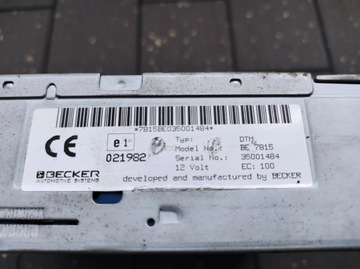 *7815BE035001484*
CE
e1
021982
Typ: DTM
Model No.: BE 7815
Serial No.: 35001484
12 Volt EC: 100
BECKER
AUTOMOTIVE SYSTEMS
developed and manufactured by BECKER